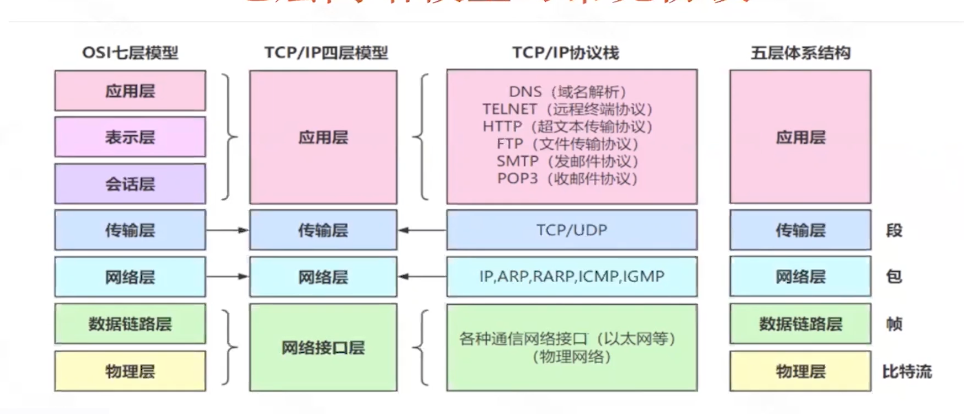 OSI七层模型
TCP/IP四层模型
TCP/IP协议栈
五层体系结构
应用层
表示层
会话层
应用层
DNS（域名解析）
TELNET（远程终端协议）
HTTP（超文本传输协议）
FTP（文件传输协议）
SMTP（发邮件协议）
POP3（收邮件协议）
应用层
传输层
传输层
TCP/UDP
传输层
段
网络层
网络层
IP,ARP,RARP,ICMP,IGMP
网络层
包
数据链路层
物理层
网络接口层
各种通信网络接口（以太网等）
（物理网络）
数据链路层
帧
物理层
比特流